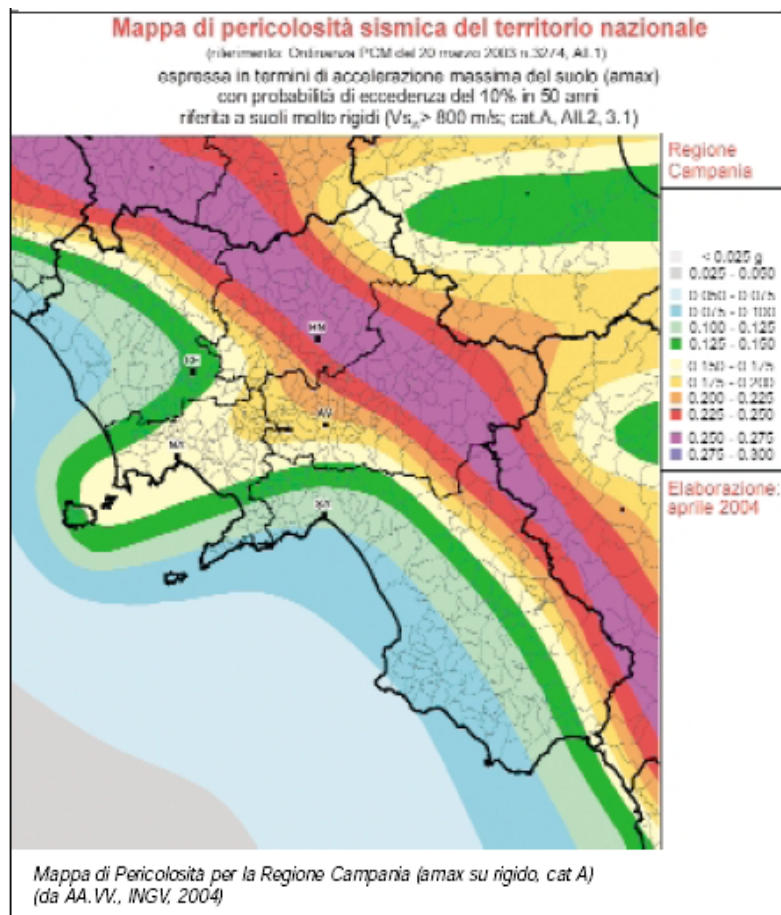 Mappa di pericolosità sismica del territorio nazionale
(riferimento: Ordinanza PCM del 20 marzo 2003 n.3274, All.1)
espressa in termini di accelerazione massima del suolo (amax)
con probabilità di eccedenza del 10% in 50 anni
riferita a suoli molto rigidi (Vs > 800 m/s; cat.A, All.2, 3.1)
Regione
Campania
< 0.025 g
0.025 - 0.050
0.050 - 0.075
0.075 - 0.100
0.100 - 0.125
0.125 - 0.150
0.150 - 0.175
0.175 - 0.200
0.200 - 0.225
0.225 - 0.250
0.250 - 0.275
0.275 - 0.300
Elaborazione:
aprile 2004
AV
Mappa di Pericolosità per la Regione Campania (amax su rigido, cat A)
(da AA.VV., INGV, 2004)